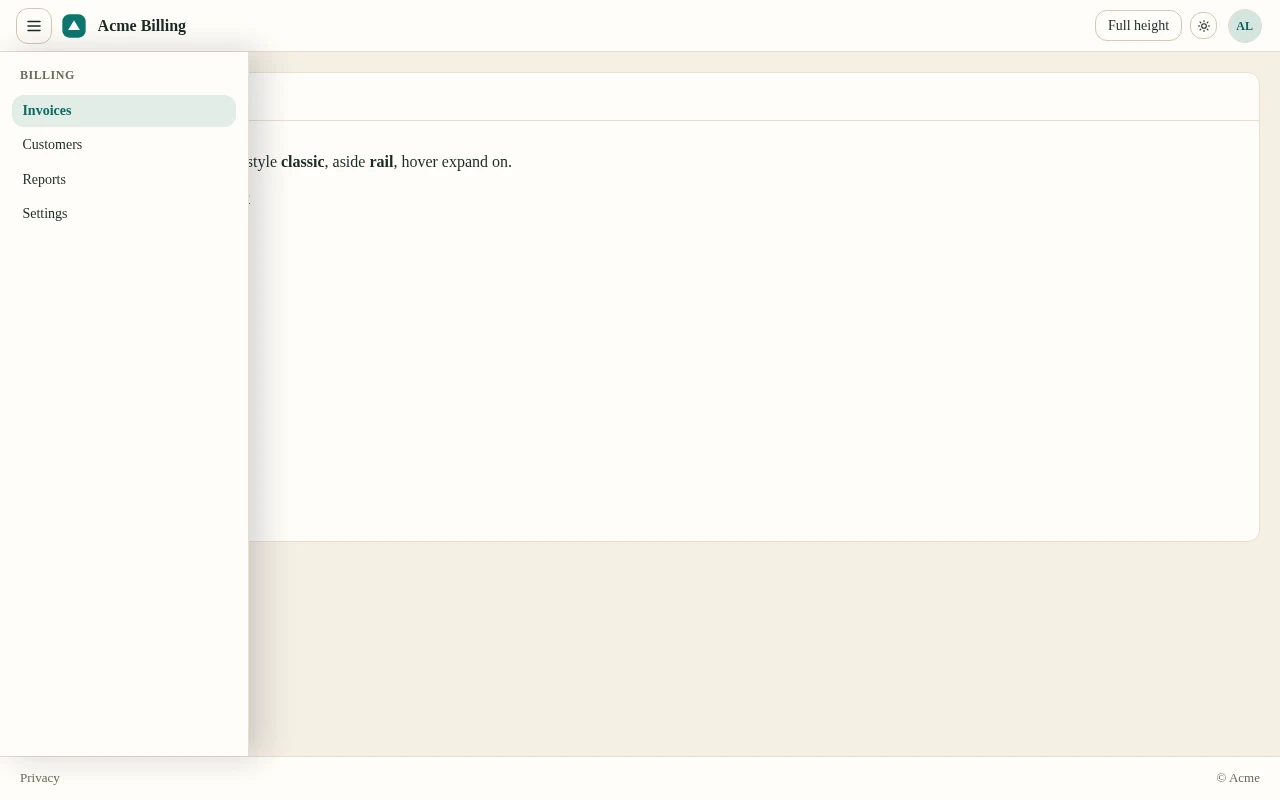 Acme Billing
Full height
AL
BILLING
Invoices
Customers
Reports
Settings
style classic, aside rail, hover expand on.
Privacy
© Acme